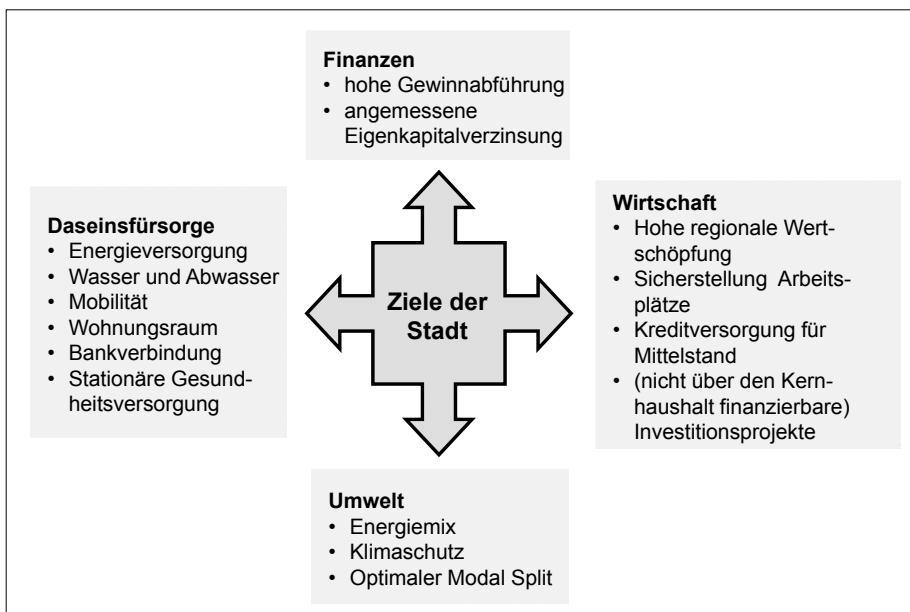 Finanzen
• hohe Gewinnabführung
• angemessene
Eigenkapitalverzinsung
Daseinsfürsorge
• Energieversorgung
• Wasser und Abwasser
• Mobilität
• Wohnungsraum
• Bankverbindung
• Stationäre Gesund-
heitsversorgung
Ziele der
Stadt
Wirtschaft
• Hohe regionale Wert-
schöpfung
• Sicherstellung Arbeits-
plätze
• Kreditversorgung für
Mittelstand
• (nicht über den Kern-
haushalt finanzierbare)
Investitionsprojekte
Umwelt
• Energiemix
• Klimaschutz
• Optimaler Modal Split